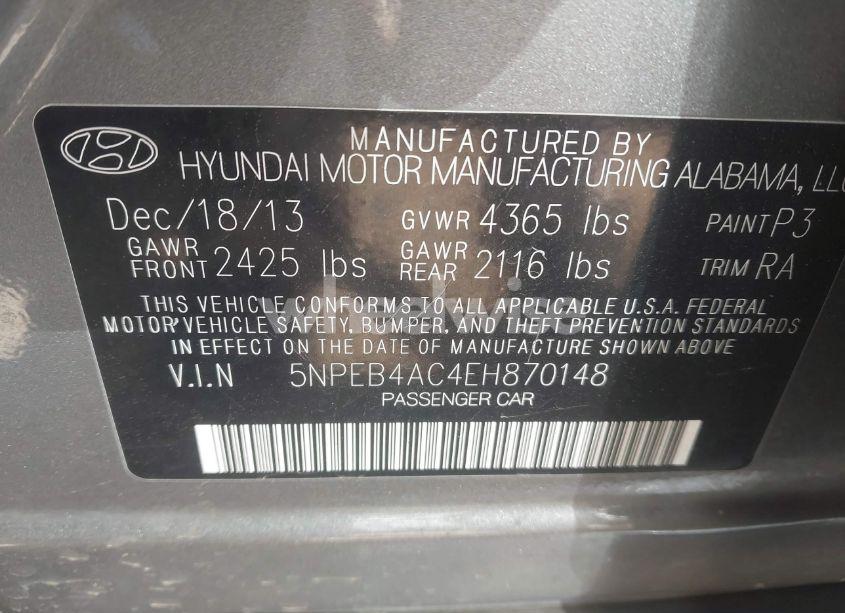 MANUFACTURED BY
HYUNDAI MOTOR MANUFACTURING ALABAMA, LLC
Dec/18/13 GVWR 4365 lbs PAINT P3
GAWR FRONT 2425 lbs GAWR REAR 2116 lbs TRIM RA
THIS VEHICLE CONFORMS TO ALL APPLICABLE U.S.A. FEDERAL
MOTOR VEHICLE SAFETY, BUMPER, AND THEFT PREVENTION STANDARDS
IN EFFECT ON THE DATE OF MANUFACTURE SHOWN ABOVE
V.I.N 5NPEB4AC4EH870148
PASSENGER CAR